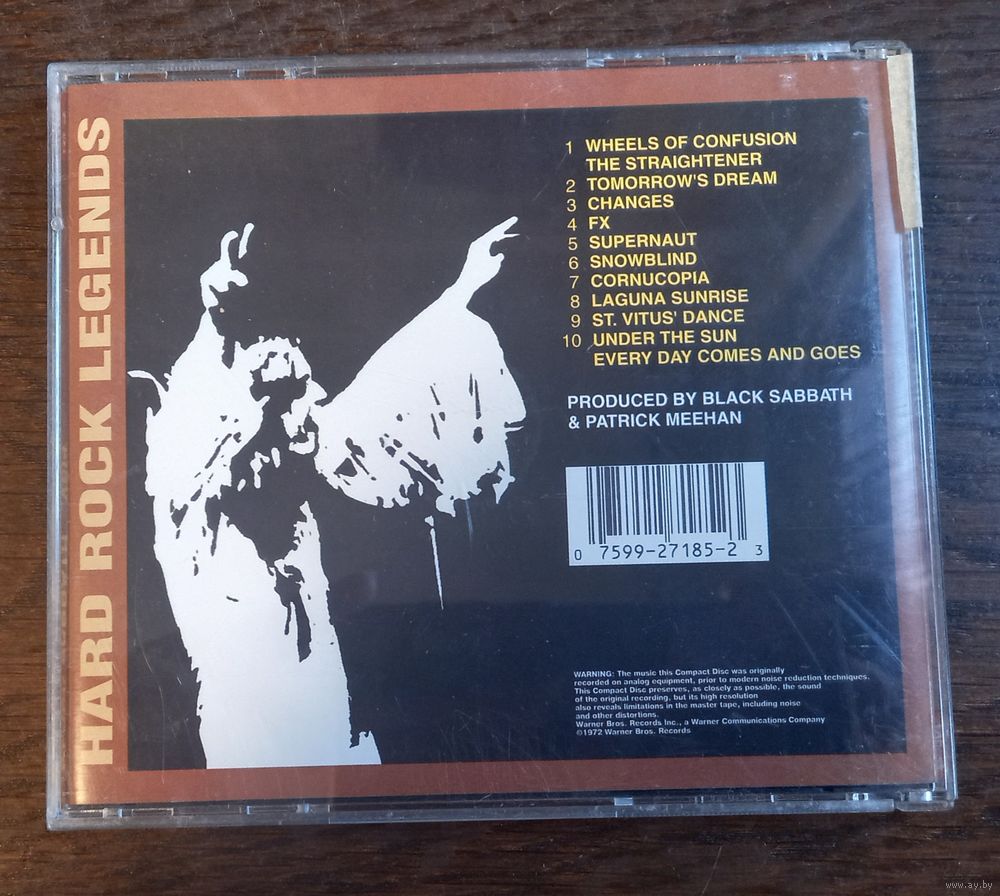 HARD ROCK LEGENDS
1 WHEELS OF CONFUSION
THE STRAIGHTENER
2 TOMORROW'S DREAM
3 CHANGES
4 FX
5 SUPERNAUT
6 SNOWBLIND
7 CORNUCOPIA
8 LAGUNA SUNRISE
9 ST. VITUS' DANCE
10 UNDER THE SUN
EVERY DAY COMES AND GOES
PRODUCED BY BLACK SABBATH
& PATRICK MEEHAN
0 7599-27185-2 3
WARNING: The music this Compact Disc was originally
recorded on analog equipment, prior to modern noise reduction techniques.
This Compact Disc preserves, as closely as possible, the sound
of the original recording, but its high resolution
also reveals limitations in the master tape, including noise
and other distortions.
Warner Bros. Records Inc., a Warner Communications Company
©1972 Warner Bros. Records
www.ay.by